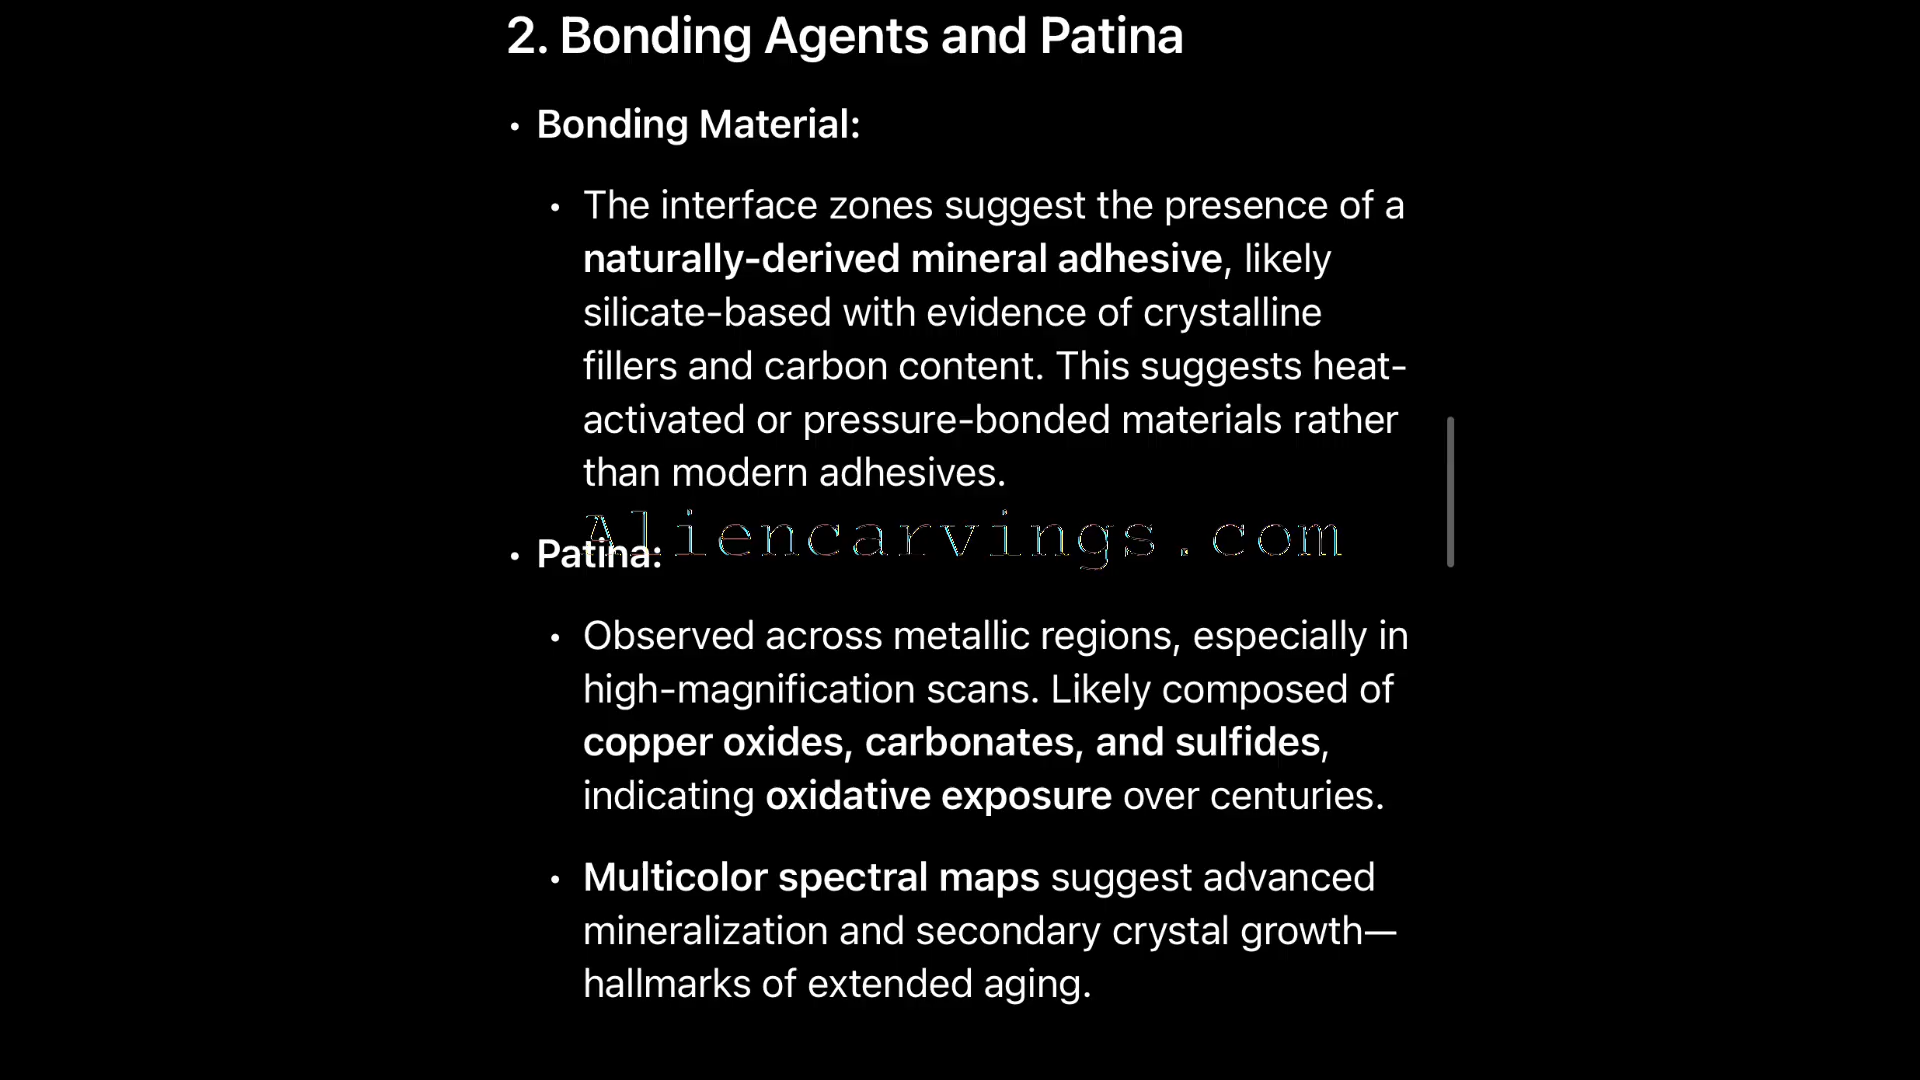 2. Bonding Agents and Patina
• Bonding Material:
• The interface zones suggest the presence of a
naturally-derived mineral adhesive, likely
silicate-based with evidence of crystalline
fillers and carbon content. This suggests heat-
activated or pressure-bonded materials rather
than modern adhesives.
Aliencarvings.com
• Patina:
• Observed across metallic regions, especially in
high-magnification scans. Likely composed of
copper oxides, carbonates, and sulfides,
indicating oxidative exposure over centuries.
• Multicolor spectral maps suggest advanced
mineralization and secondary crystal growth—
hallmarks of extended aging.